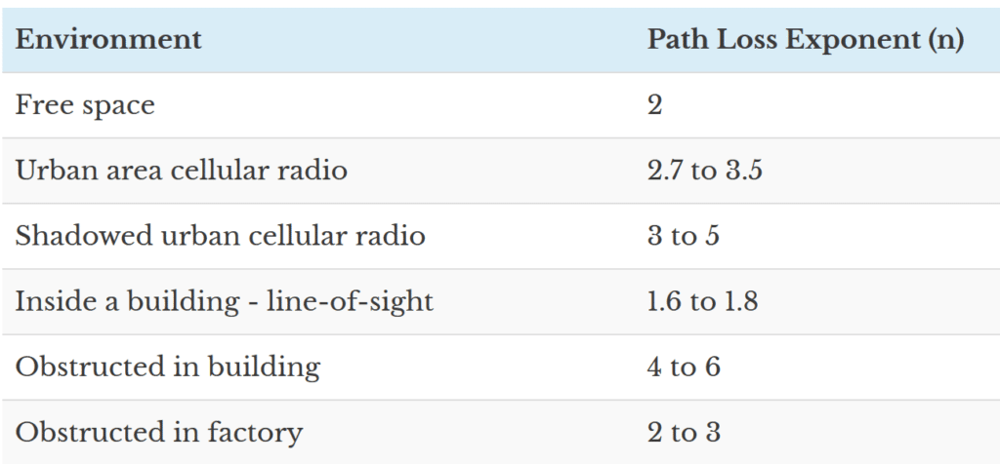 Environment Path Loss Exponent (n)
Free space 2
Urban area cellular radio 2.7 to 3.5
Shadowed urban cellular radio 3 to 5
Inside a building - line-of-sight 1.6 to 1.8
Obstructed in building 4 to 6
Obstructed in factory 2 to 3